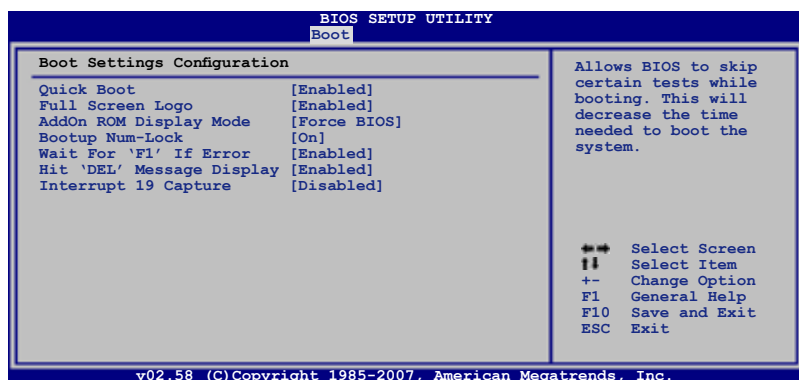 BIOS SETUP UTILITY
Boot
Boot Settings Configuration
Quick Boot [Enabled]
Full Screen Logo [Enabled]
AddOn ROM Display Mode [Force BIOS]
Bootup Num-Lock [On]
Wait For ‘F1’ If Error [Enabled]
Hit ‘DEL’ Message Display [Enabled]
Interrupt 19 Capture [Disabled]
Allows BIOS to skip
certain tests while
booting. This will
decrease the time
needed to boot the
system.
←→ Select Screen
↑↓ Select Item
+- Change Option
F1 General Help
F10 Save and Exit
ESC Exit
v02.58 (C)Copyright 1985-2007, American Megatrends, Inc.